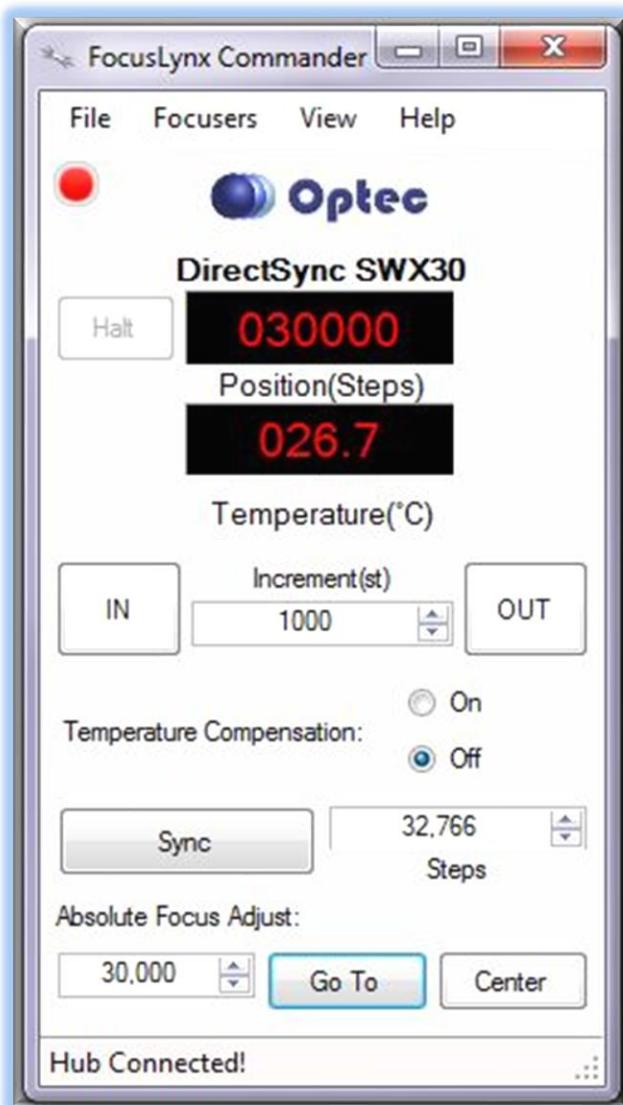 FocusLynx Commander
File Focusers View Help
Optec
DirectSync SWX30
Halt
030000
Position(Steps)
026.7
Temperature(°C)
IN
Increment(st)
1000
OUT
Temperature Compensation:
On
Off
Sync
32,766
Steps
Absolute Focus Adjust:
30,000 Go To Center
Hub Connected!